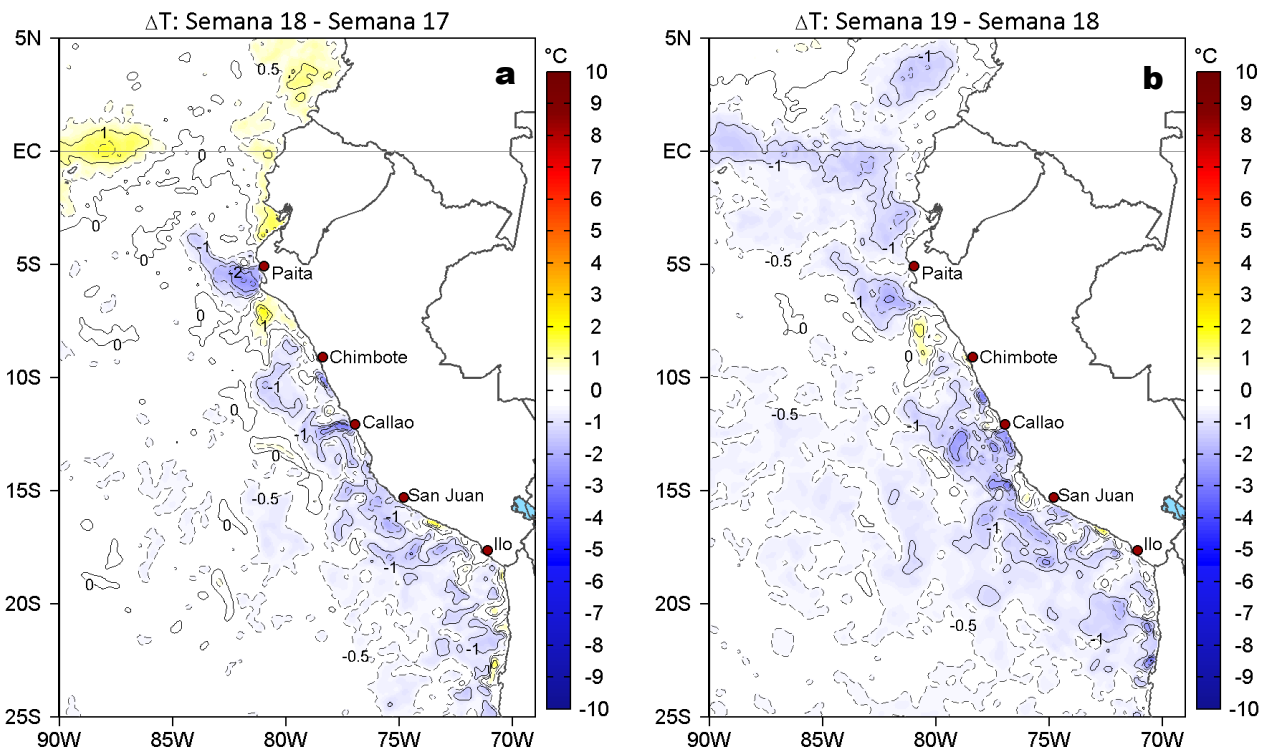 ΔT: Semana 18 - Semana 17
5N
EC
5S
10S
15S
20S
25S
90W
85W
80W
75W
70W
a
0.5
1
0
0
-1
0
-2
Paita
0
1
0
Chimbote
-1
0
Callao
-1
0
-0.5
San Juan
-1
0
Ilo
-1
0
-0.5
-1
°C
10
9
8
7
6
5
4
3
2
1
0
-1
-2
-3
-4
-5
-6
-7
-8
-9
-10
ΔT: Semana 19 - Semana 18
5N
EC
5S
10S
15S
20S
25S
90W
85W
80W
75W
70W
b
-1
-1
-1
-0.5
Paita
-1
0
0
Chimbote
-0.5
-1
Callao
San Juan
-1
Ilo
-0.5
-1
°C
10
9
8
7
6
5
4
3
2
1
0
-1
-2
-3
-4
-5
-6
-7
-8
-9
-10